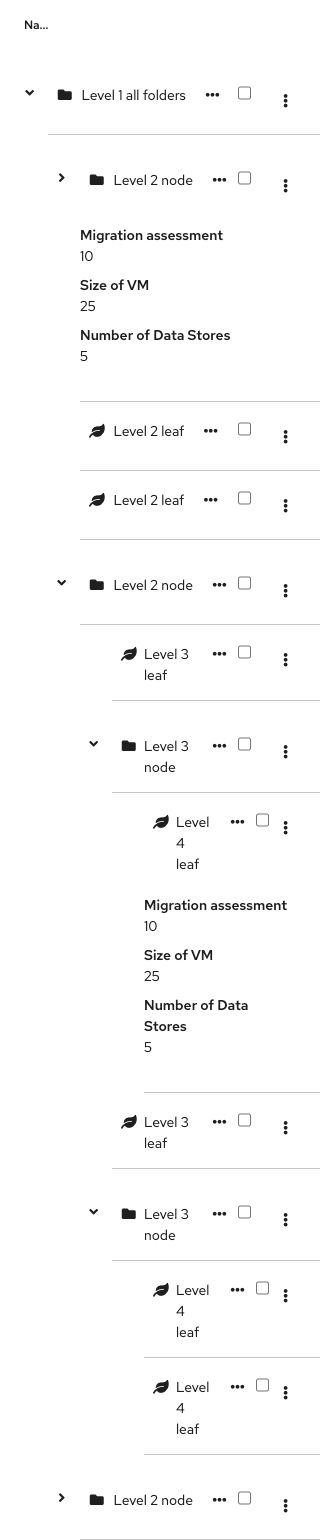 Na...
Level 1 all folders
Level 2 node
Migration assessment
10
Size of VM
25
Number of Data Stores
5
Level 2 leaf
Level 2 leaf
Level 2 node
Level 3
leaf
Level 3
node
Level
4
leaf
Migration assessment
10
Size of VM
25
Number of Data
Stores
5
Level 3
leaf
Level 3
node
Level
4
leaf
Level
4
leaf
Level 2 node